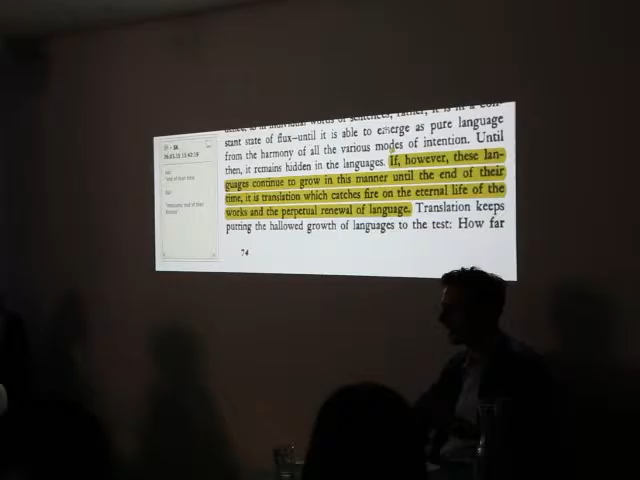 SK
stant state of flux—until it is able to emerge as pure language
from the harmony of all the various modes of intention. Until
then, it remains hidden in the languages. If, however, these lan-
guages continue to grow in this manner until the end of their
time, it is translation which catches fire on the eternal life of the
works and the perpetual renewal of language. Translation keeps
putting the hallowed growth of languages to the test: How far
74